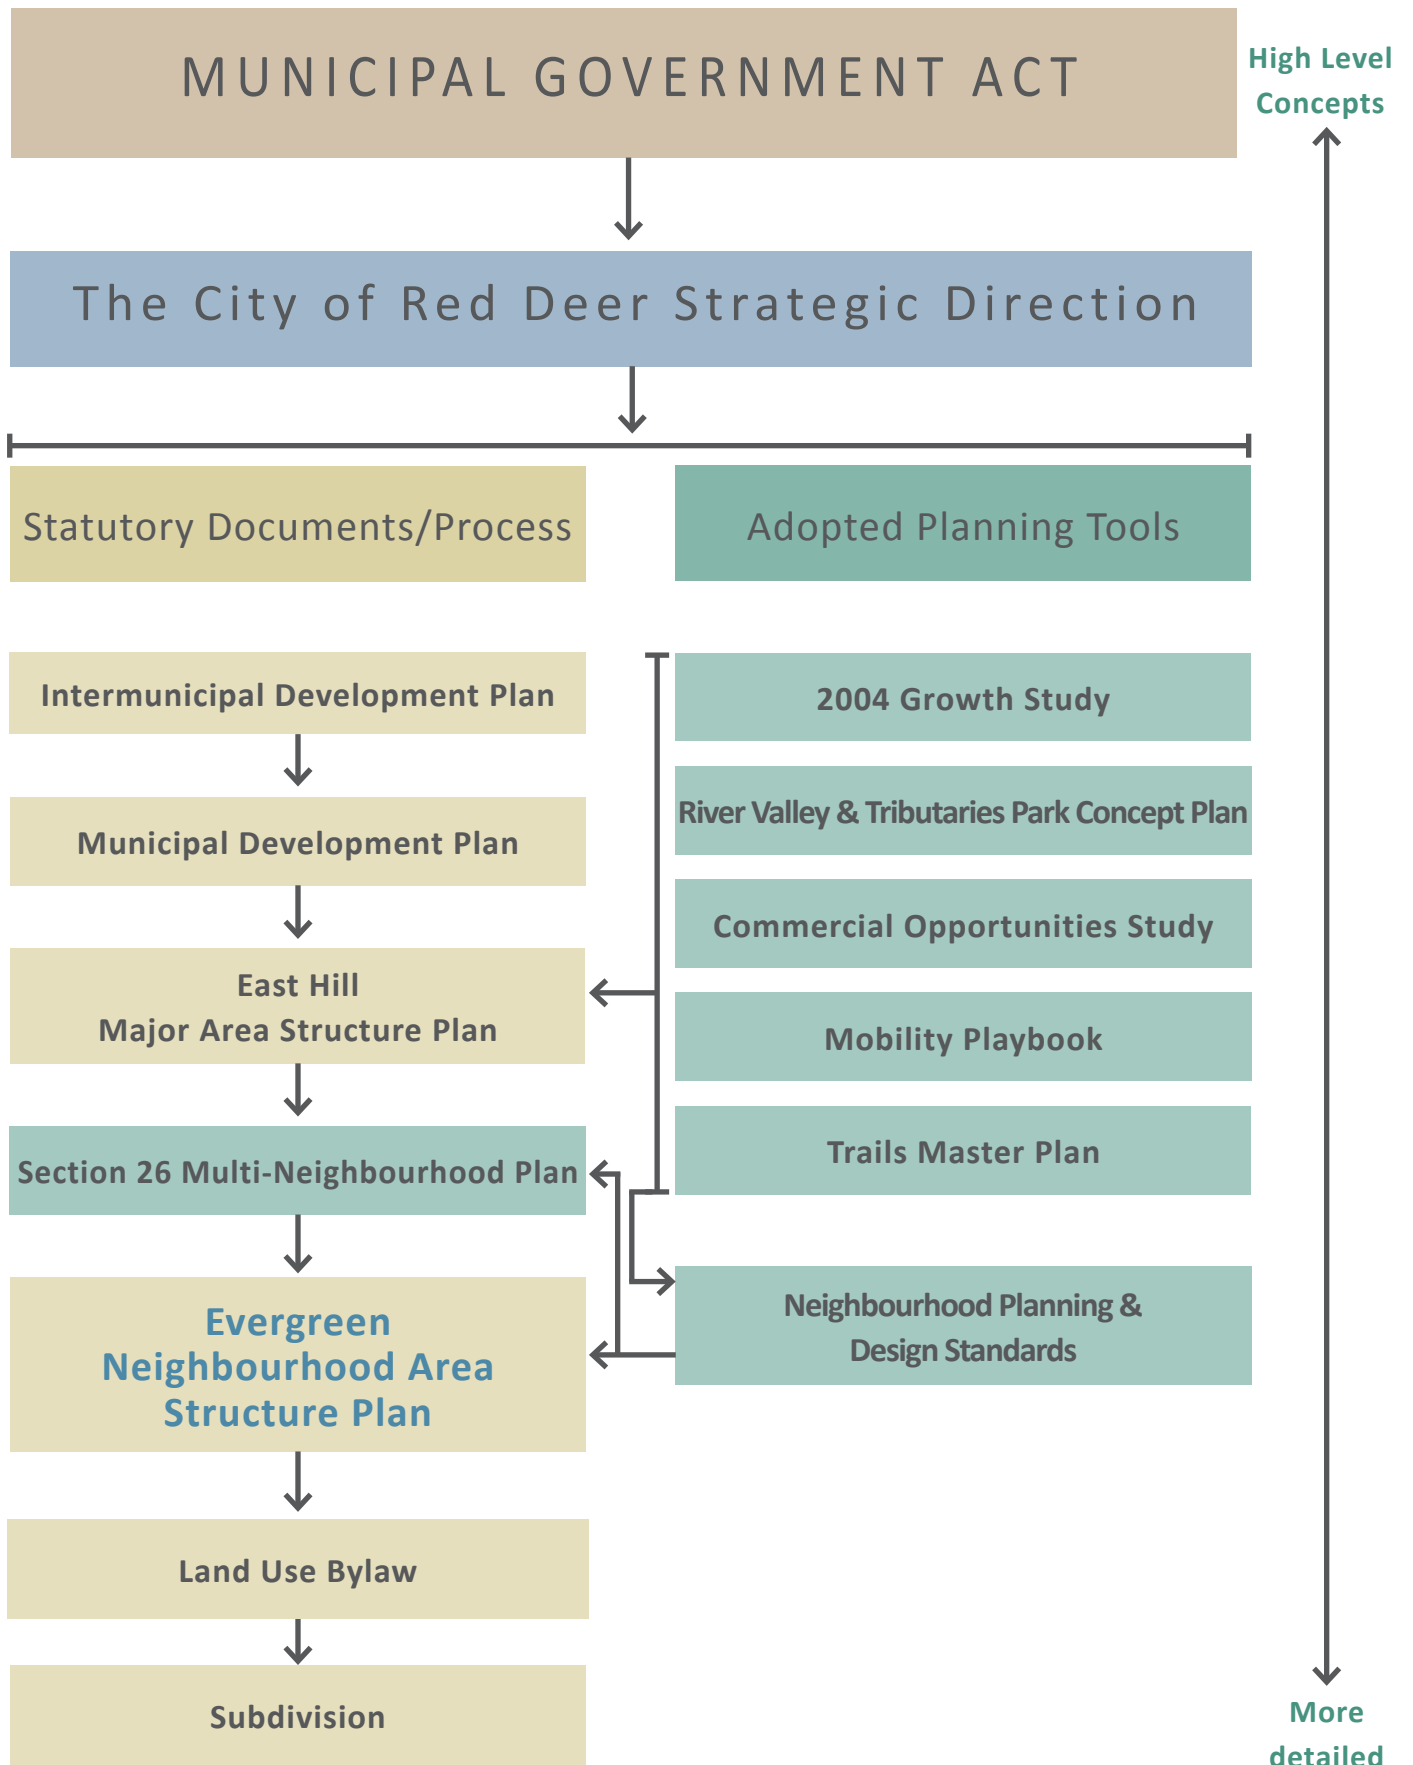 MUNICIPAL GOVERNMENT ACT
High Level
Concepts
The City of Red Deer Strategic Direction
Statutory Documents/Process
Adopted Planning Tools
Intermunicipal Development Plan
2004 Growth Study
River Valley & Tributaries Park Concept Plan
Municipal Development Plan
Commercial Opportunities Study
East Hill
Major Area Structure Plan
Mobility Playbook
Trails Master Plan
Section 26 Multi-Neighbourhood Plan
Neighbourhood Planning &
Design Standards
Evergreen
Neighbourhood Area
Structure Plan
Land Use Bylaw
Subdivision
More
detailed